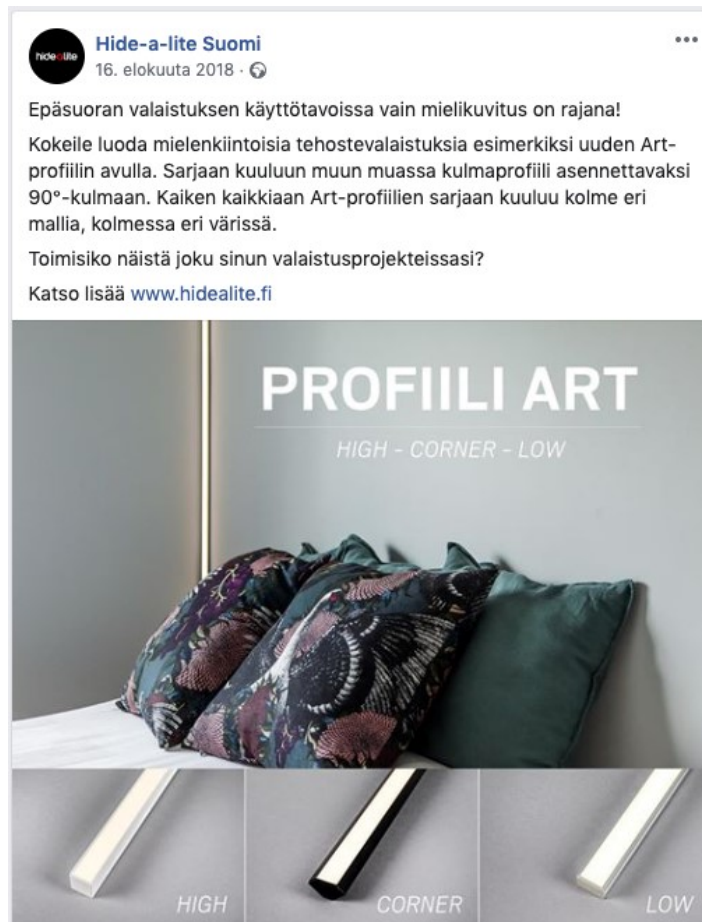 hidealite
Hide-a-lite Suomi
16. elokuuta 2018 ·
Epäsuoran valaistuksen käyttötavoissa vain mielikuvitus on rajana!
Kokeile luoda mielenkiintoisia tehostevalaistuksia esimerkiksi uuden Art-
profiilin avulla. Sarjaan kuuluun muun muassa kulmaprofiili asennettavaksi
90°-kulmaan. Kaiken kaikkiaan Art-profiilien sarjaan kuuluu kolme eri
mallia, kolmessa eri värissä.
Toimisiko näistä joku sinun valaistusprojekteissasi?
Katso lisää www.hidealite.fi
PROFIILI ART
HIGH - CORNER - LOW
HIGH
CORNER
LOW